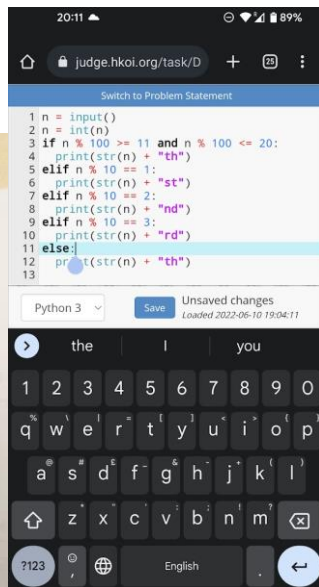 20:11
89%
judge.hkoi.org/task/D
25
Switch to Problem Statement
1 n = input()
2 n = int(n)
3 if n % 100 >= 11 and n % 100 <= 20:
4 print(str(n) + "th")
5 elif n % 10 == 1:
6 print(str(n) + "st")
7 elif n % 10 == 2:
8 print(str(n) + "nd")
9 elif n % 10 == 3:
10 print(str(n) + "rd")
11 else:
12 print(str(n) + "th")
13
Python 3
Save
Unsaved changes
Loaded 2022-06-10 19:04:11
the I you
1 2 3 4 5 6 7 8 9 0
q w e r t y u i o p
a s d f g h j k l
z x c v b n m
?123 , English .